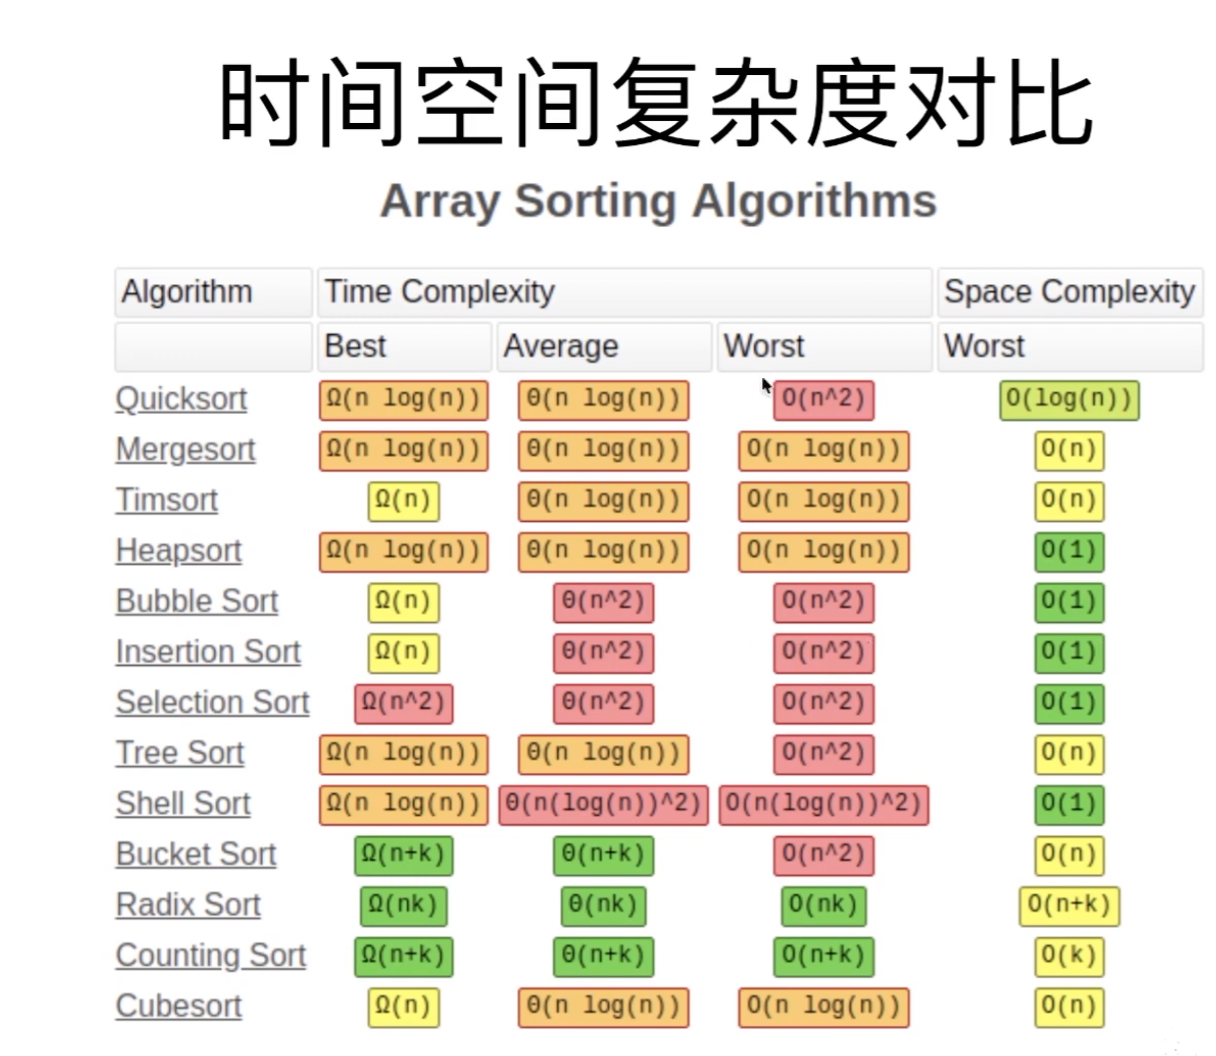 时间空间复杂度对比
Array Sorting Algorithms
Algorithm Time Complexity Space Complexity
Best Average Worst Worst
Quicksort Ω(n log(n)) Θ(n log(n)) O(n^2) O(log(n))
Mergesort Ω(n log(n)) Θ(n log(n)) O(n log(n)) O(n)
Timsort Ω(n) Θ(n log(n)) O(n log(n)) O(n)
Heapsort Ω(n log(n)) Θ(n log(n)) O(n log(n)) O(1)
Bubble Sort Ω(n) Θ(n^2) O(n^2) O(1)
Insertion Sort Ω(n) Θ(n^2) O(n^2) O(1)
Selection Sort Ω(n^2) Θ(n^2) O(n^2) O(1)
Tree Sort Ω(n log(n)) Θ(n log(n)) O(n^2) O(n)
Shell Sort Ω(n log(n)) Θ(n(log(n))^2) O(n(log(n))^2) O(1)
Bucket Sort Ω(n+k) Θ(n+k) O(n^2) O(n)
Radix Sort Ω(nk) Θ(nk) O(nk) O(n+k)
Counting Sort Ω(n+k) Θ(n+k) O(n+k) O(k)
Cubesort Ω(n) Θ(n log(n)) O(n log(n)) O(n)